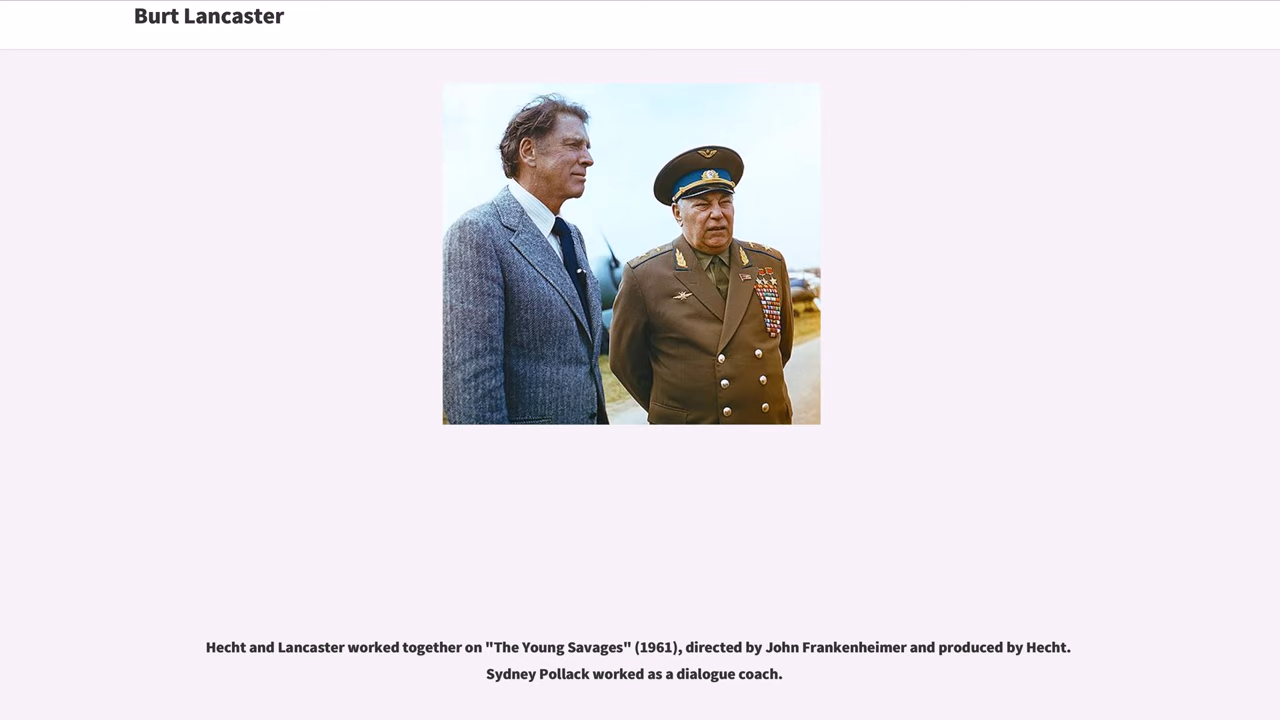 Burt Lancaster
Hecht and Lancaster worked together on "The Young Savages" (1961), directed by John Frankenheimer and produced by Hecht.
Sydney Pollack worked as a dialogue coach.